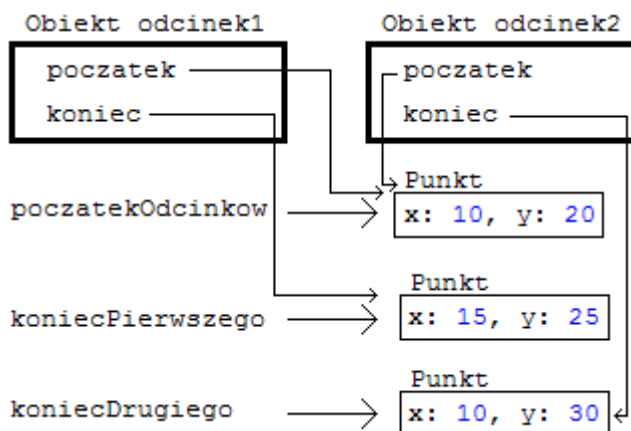 Obiekt odcinek1 Obiekt odcinek2
poczatek poczatek
koniec koniec
Punkt
poczatekOdcinkow x: 10, y: 20
Punkt
koniecPierwszego x: 15, y: 25
Punkt
koniecDrugiego x: 10, y: 30